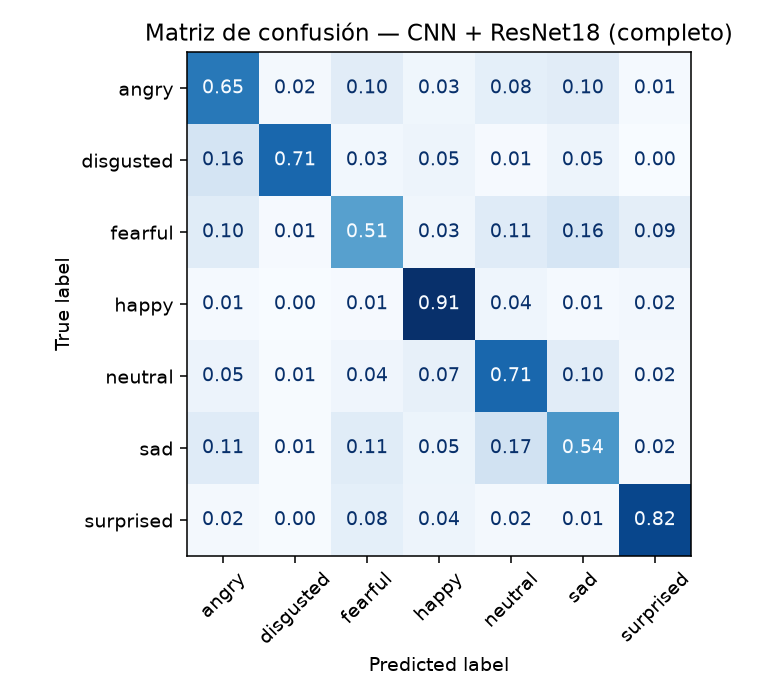 Matriz de confusión — CNN + ResNet18 (completo)
True label
angry 0.65 0.02 0.10 0.03 0.08 0.10 0.01
disgusted 0.16 0.71 0.03 0.05 0.01 0.05 0.00
fearful 0.10 0.01 0.51 0.03 0.11 0.16 0.09
happy 0.01 0.00 0.01 0.91 0.04 0.01 0.02
neutral 0.05 0.01 0.04 0.07 0.71 0.10 0.02
sad 0.11 0.01 0.11 0.05 0.17 0.54 0.02
surprised 0.02 0.00 0.08 0.04 0.02 0.01 0.82
angry disgusted fearful happy neutral sad surprised
Predicted label